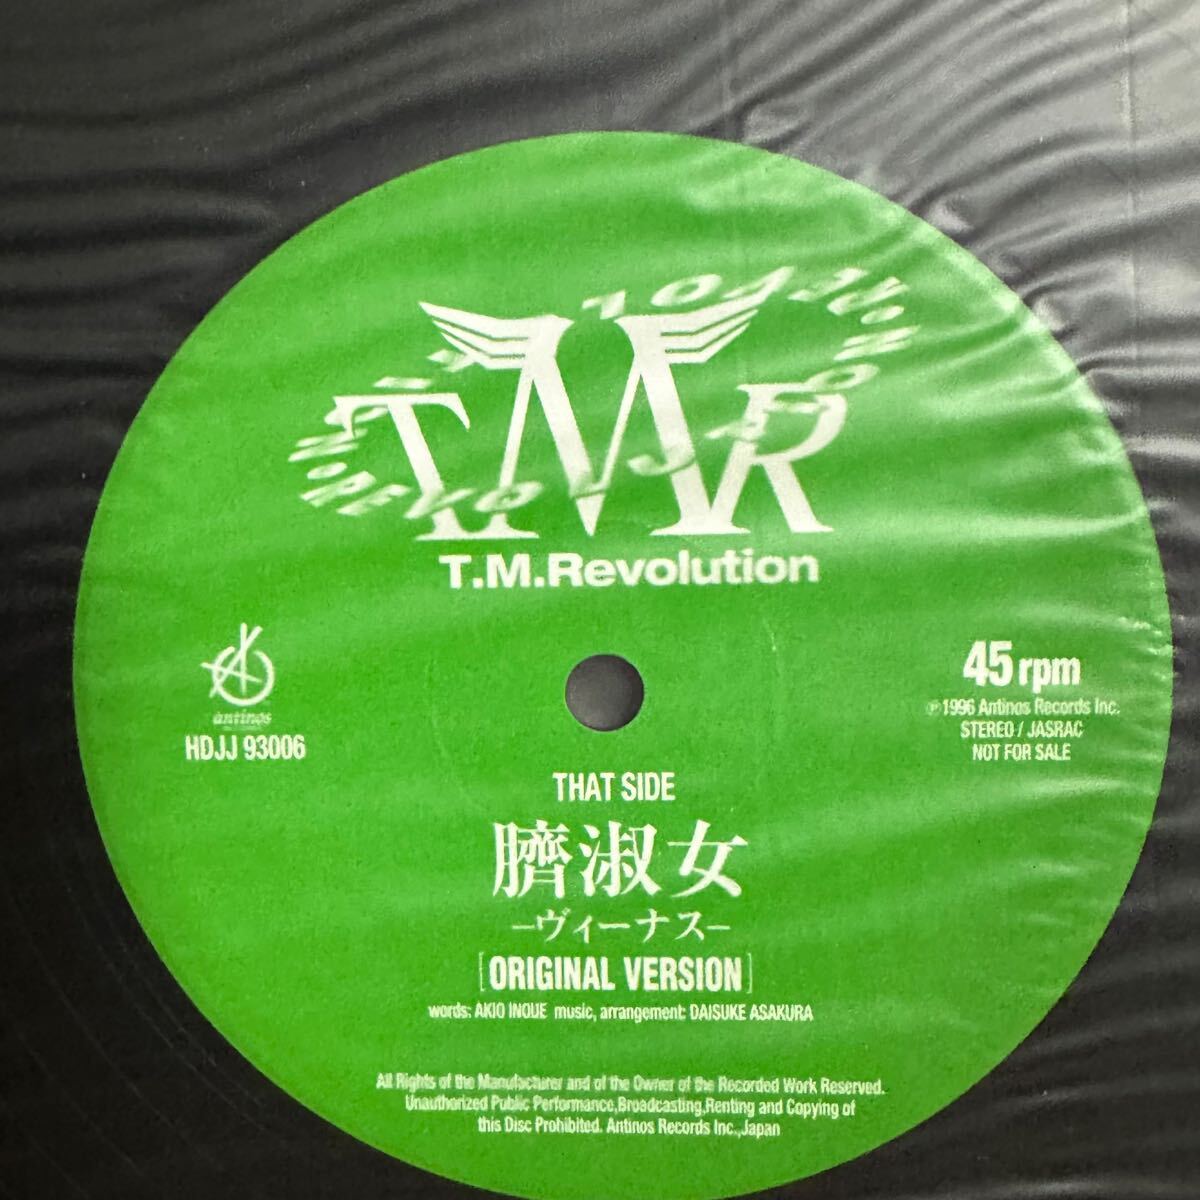 TMR
T.M.Revolution
antinos
HDJJ 93006
45 rpm
℗1996 Antinos Records Inc.
STEREO / JASRAC
NOT FOR SALE
THAT SIDE
臍淑女
–ヴィーナス–
[ORIGINAL VERSION]
words: AKIO INOUE music, arrangement: DAISUKE ASAKURA
All Rights of the Manufacturer and of the Owner of the Recorded Work Reserved.
Unauthorized Public Performance,Broadcasting,Renting and Copying of
this Disc Prohibited. Antinos Records Inc.,Japan